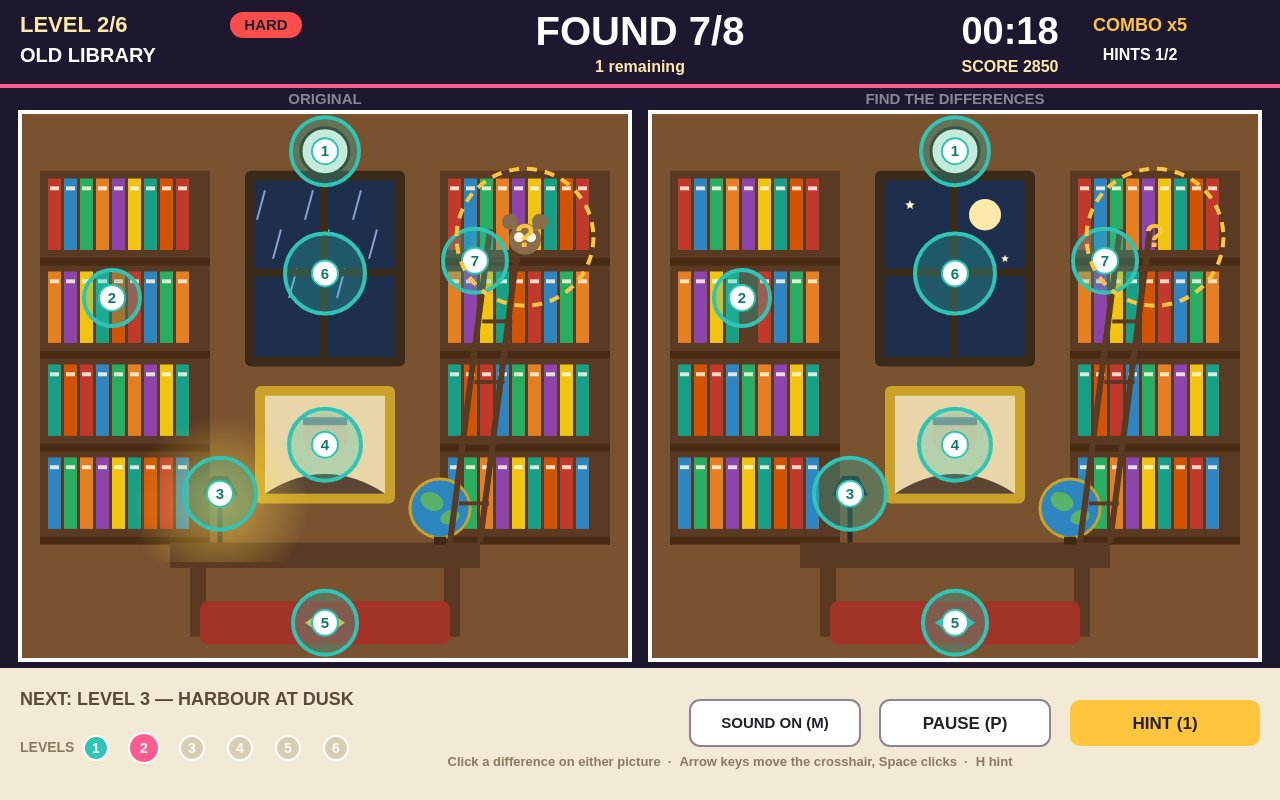 LEVEL 2/6
HARD
OLD LIBRARY
FOUND 7/8
1 remaining
00:18
SCORE 2850
COMBO x5
HINTS 1/2
ORIGINAL
FIND THE DIFFERENCES
1
?
7
6
2
4
3
5
1
?
7
6
2
4
3
5
NEXT: LEVEL 3 — HARBOUR AT DUSK
LEVELS 1 2 3 4 5 6
SOUND ON (M)
PAUSE (P)
HINT (1)
Click a difference on either picture · Arrow keys move the crosshair, Space clicks · H hint